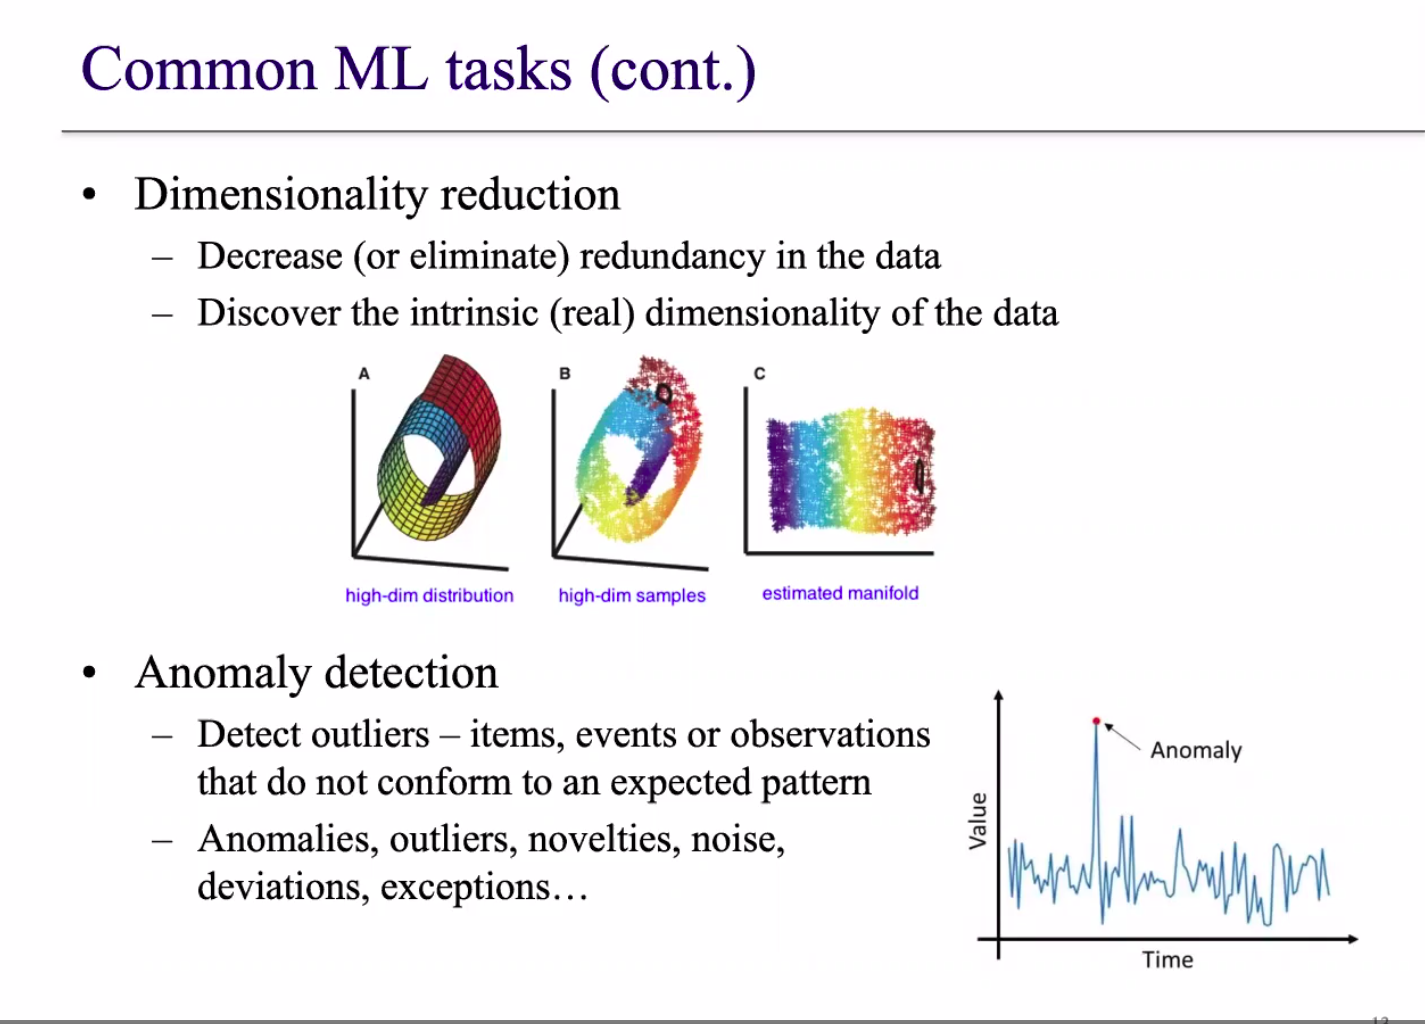 Common ML tasks (cont.)
• Dimensionality reduction
– Decrease (or eliminate) redundancy in the data
– Discover the intrinsic (real) dimensionality of the data
A
B
C
high-dim distribution
high-dim samples
estimated manifold
• Anomaly detection
– Detect outliers – items, events or observations
that do not conform to an expected pattern
– Anomalies, outliers, novelties, noise,
deviations, exceptions…
Anomaly
Value
Time